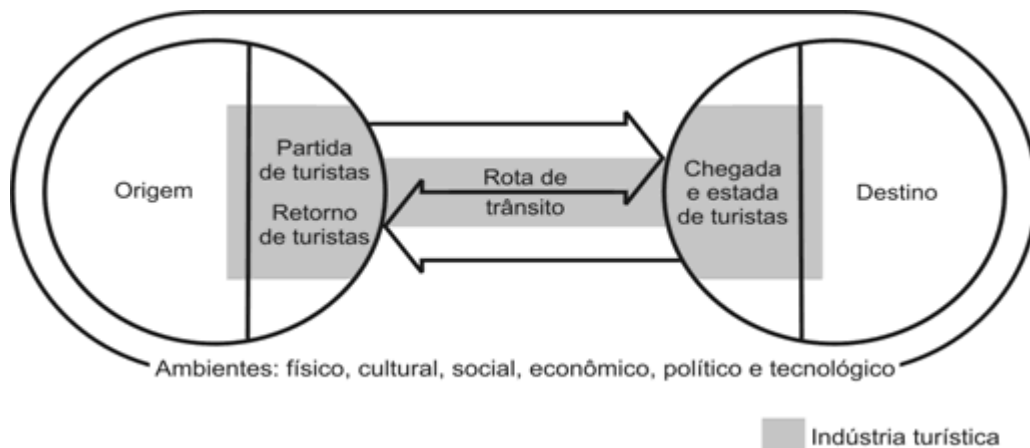 Origem
Partida
de turistas
Retorno
de turistas
Rota de
trânsito
Chegada
e estada
de turistas
Destino
Ambientes: físico, cultural, social, econômico, político e tecnológico
Indústria turística